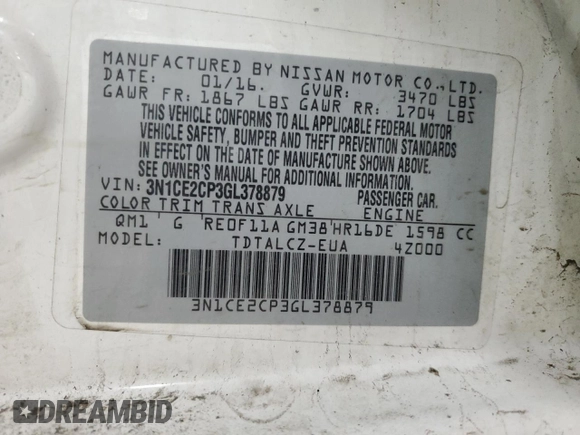 MANUFACTURED BY NISSAN MOTOR CO.,LTD.
DATE: 01/16. GVWR: 3470 LBS
GAWR FR: 1867 LBS GAWR RR: 1704 LBS
THIS VEHICLE CONFORMS TO ALL APPLICABLE FEDERAL MOTOR
VEHICLE SAFETY, BUMPER AND THEFT PREVENTION STANDARDS
IN EFFECT ON THE DATE OF MANUFACTURE SHOWN ABOVE.
SEE OWNER'S MANUAL FOR ADDITIONAL INFORMATION.
VIN: 3N1CE2CP3GL378879 PASSENGER CAR.
COLOR TRIM TRANS AXLE ENGINE
QM1 G RE0F11A GM38 HR16DE 1598 CC
MODEL: TDTALCZ-EUA 4Z000
3N1CE2CP3GL378879
DREAMBID